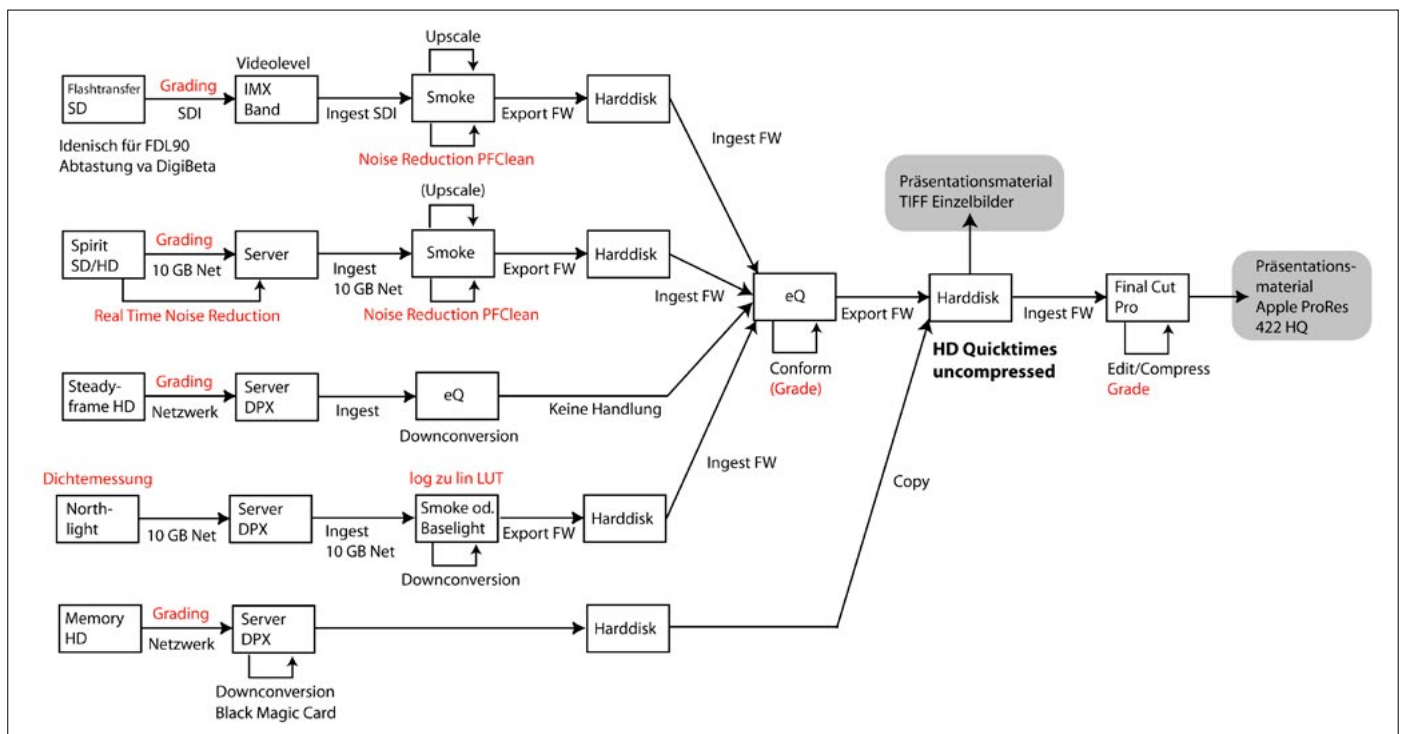 Flashtransfer
SD
Grading
SDI
Videolevel
IMX
Band
Ingest SDI
Upscale
Smoke
Noise Reduction PFClean
Export FW
Harddisk
Ingest FW
Idenisch für FDL90
Abtastung va DigiBeta
Spirit
SD/HD
Grading
10 GB Net
Real Time Noise Reduction
Server
Ingest
10 GB Net
(Upscale)
Smoke
Noise Reduction PFClean
Export FW
Harddisk
Ingest FW
Steady-
frame HD
Grading
Netzwerk
Server
DPX
Ingest
eQ
Downconversion
Keine Handlung
Dichtemessung
North-
light
10 GB Net
Server
DPX
Ingest
10 GB Net
log zu lin LUT
Smoke od.
Baselight
Downconversion
Export FW
Harddisk
Ingest FW
Memory
HD
Grading
Netzwerk
Server
DPX
Downconversion
Black Magic Card
Harddisk
Copy
eQ
Conform
(Grade)
Export FW
Präsentationsmaterial
TIFF Einzelbilder
Harddisk
HD Quicktimes
uncompressed
Ingest FW
Final Cut
Pro
Edit/Compress
Grade
Präsentations-
material
Apple ProRes
422 HQ